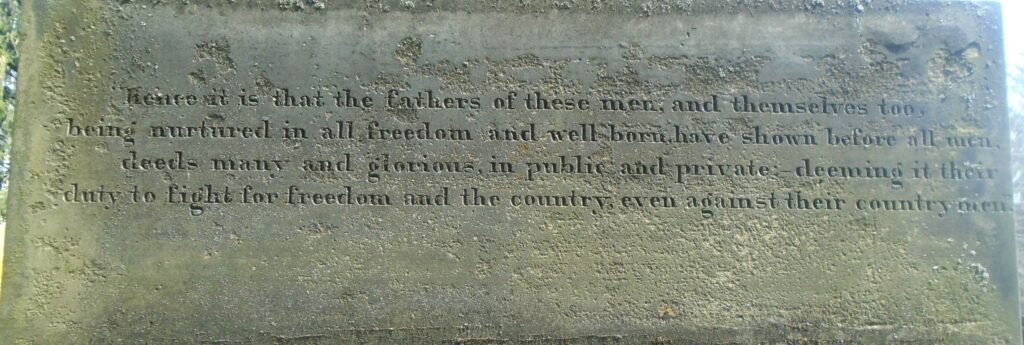 Hence it is that the fathers of these men, and themselves too,
being nurtured in all freedom and well born, have shown before all men,
deeds many and glorious, in public and private;—deeming it their
duty to fight for freedom and the country, even against their countrymen.